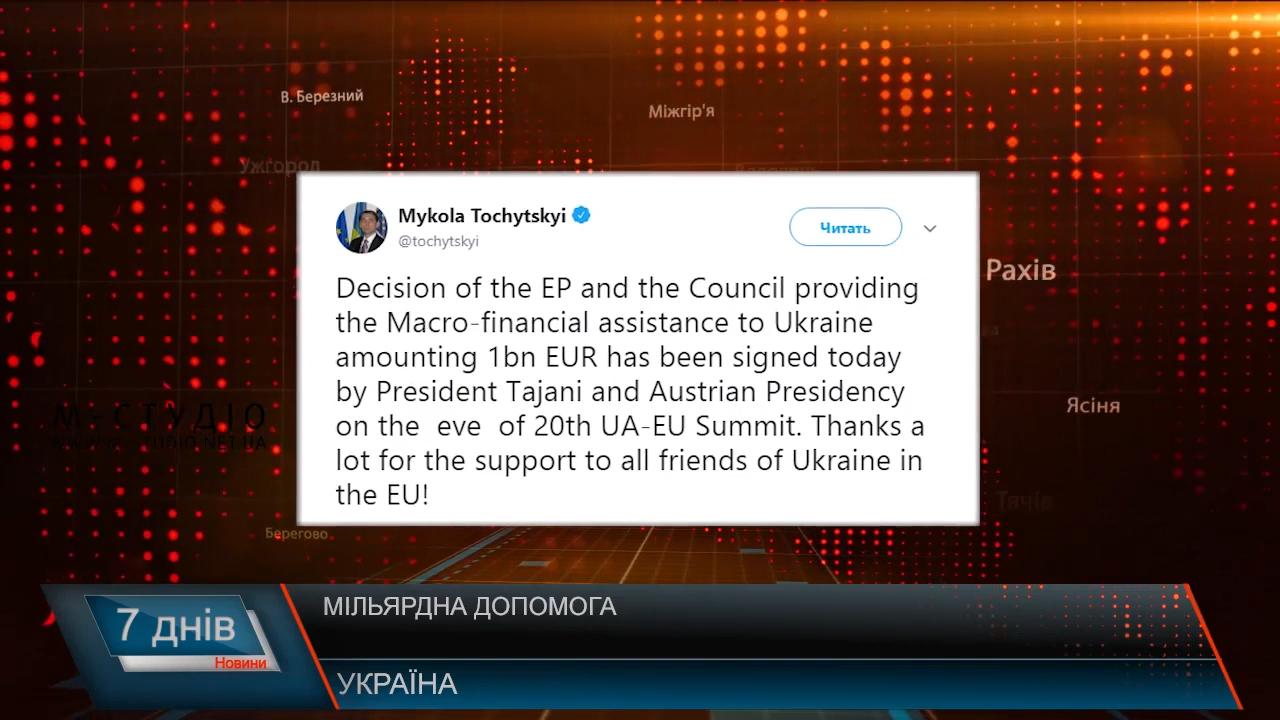 В. Березний
Міжгір'я
Ужгород
Mykola Tochytskyi
@tochytskyi
Читать
Decision of the EP and the Council providing
the Macro-financial assistance to Ukraine
amounting 1bn EUR has been signed today
by President Tajani and Austrian Presidency
on the eve of 20th UA-EU Summit. Thanks a
lot for the support to all friends of Ukraine in
the EU!
Рахів
Ясіня
М-СТУДІО
Тячів
Берегово
7 днів
Новини
МІЛЬЯРДНА ДОПОМОГА
УКРАЇНА